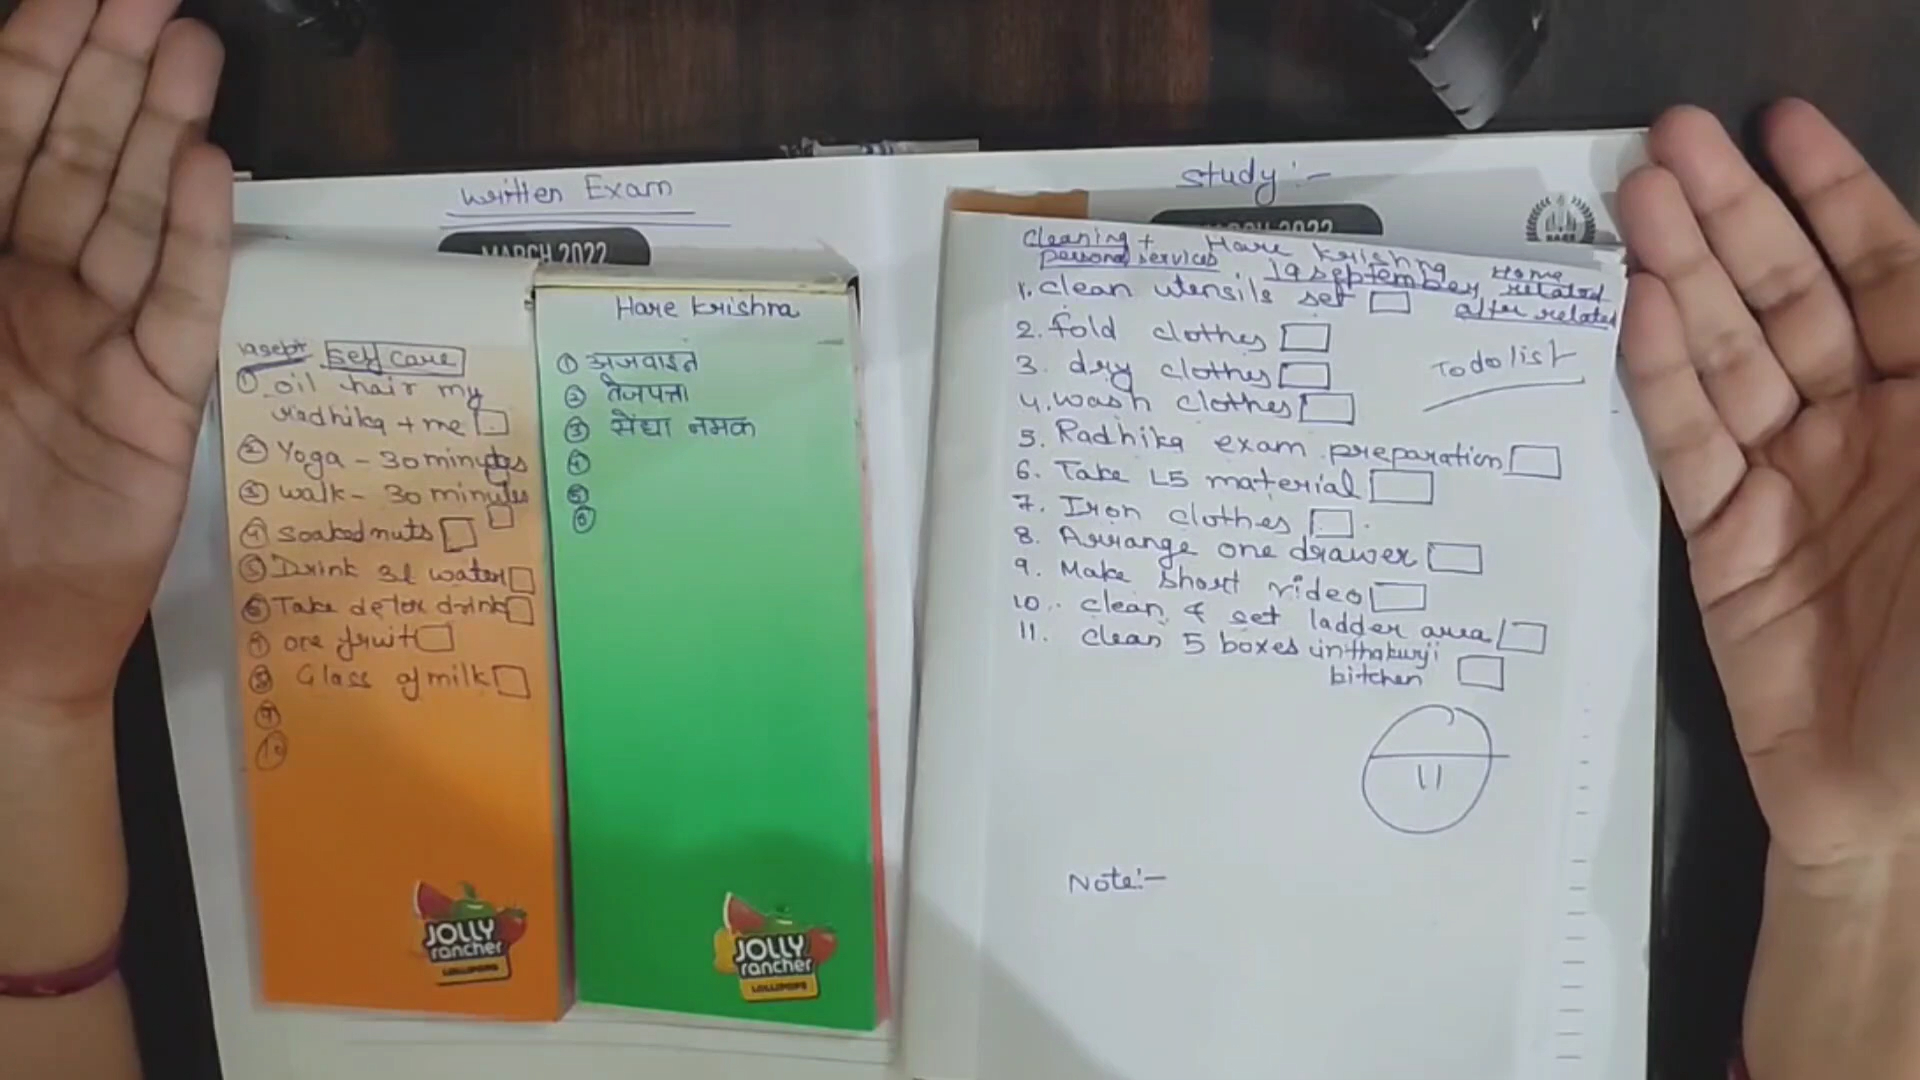 Written Exam
Study :-
MARCH 2022
MARCH 2022
19 sept self care
① oil hair my
Radhika + me
② Yoga - 30 minutes
③ walk - 30 minutes
④ soaked nuts
⑤ Drink 3l water
⑥ Take detox drink
⑦ one fruit
⑧ Glass of milk
⑨
⑩
JOLLY
rancher
LOLLIPOPS
Hare Krishna
① अजवाइन
② तेजपत्ता
③ सेंधा नमक
④
⑤
⑥
JOLLY
rancher
LOLLIPOPS
Cleaning +
personal services
Hare Krishna
19 september
Home
related
after related
To do list
1. clean utensils set
2. fold clothes
3. dry clothes
4. wash clothes
5. Radhika exam preparation
6. Take L5 material
7. Iron clothes
8. Arrange one drawer
9. Make short video
10. clean & set ladder area
11. clean 5 boxes in thakurji
bitchen
11
Note:-